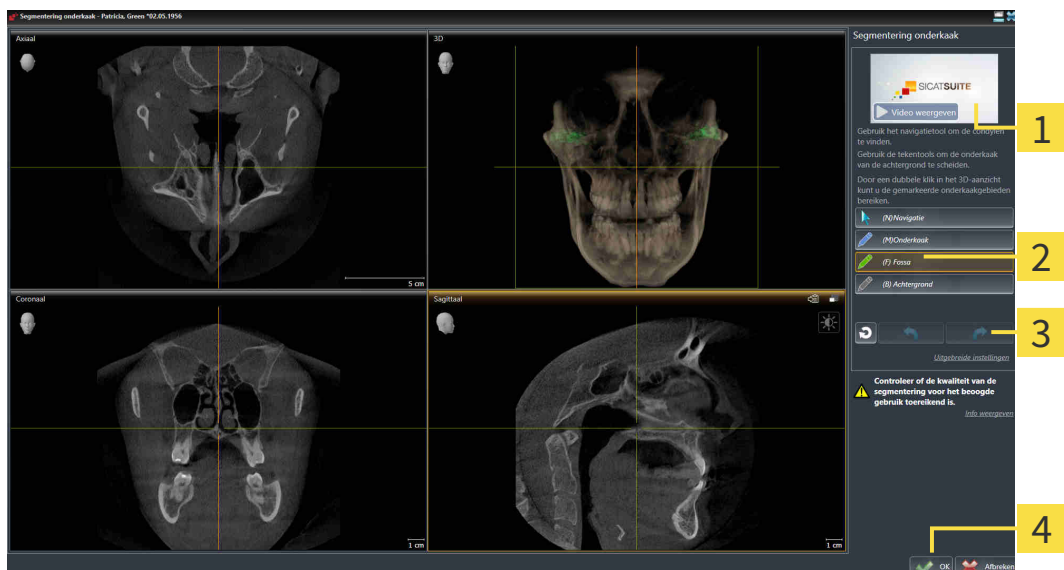 Segmentering onderkaak - Patricia, Green *02.05.1956
Axiaal
5 cm
3D
Coronaal
1 cm
Sagittaal
1 cm
Segmentering onderkaak
SICATSUITE
Video weergeven
Gebruik het navigatietool om de condylen
te vinden.
Gebruik de tekentools om de onderkaak
van de achtergrond te scheiden.
Door een dubbele klik in het 3D-aanzicht
kunt u de gemarkeerde onderkaakgebieden
bereiken.
(N)Navigatie
(M)Onderkaak
(F) Fossa
(B) Achtergrond
Uitgebreide instellingen
Controleer of de kwaliteit van de
segmentering voor het beoogde
gebruik toereikend is.
Info weergeven
OK
Afbreken
1
2
3
4